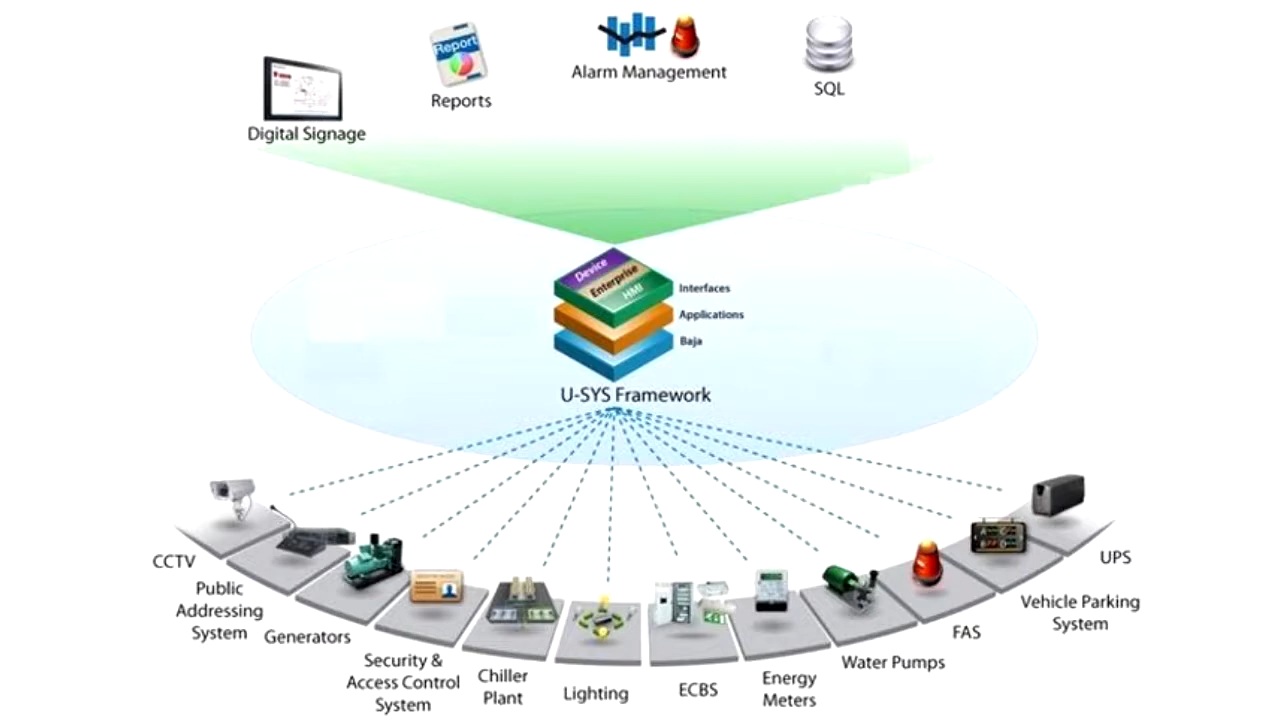 Report
Alarm Management
SQL
Reports
Digital Signage
Device
Enterprise
HMI
Interfaces
Applications
Baja
U-SYS Framework
CCTV
Public
Addressing
System
Generators
Security &
Access Control
System
Chiller
Plant
Lighting
ECBS
Energy
Meters
Water Pumps
FAS
Vehicle Parking
System
UPS